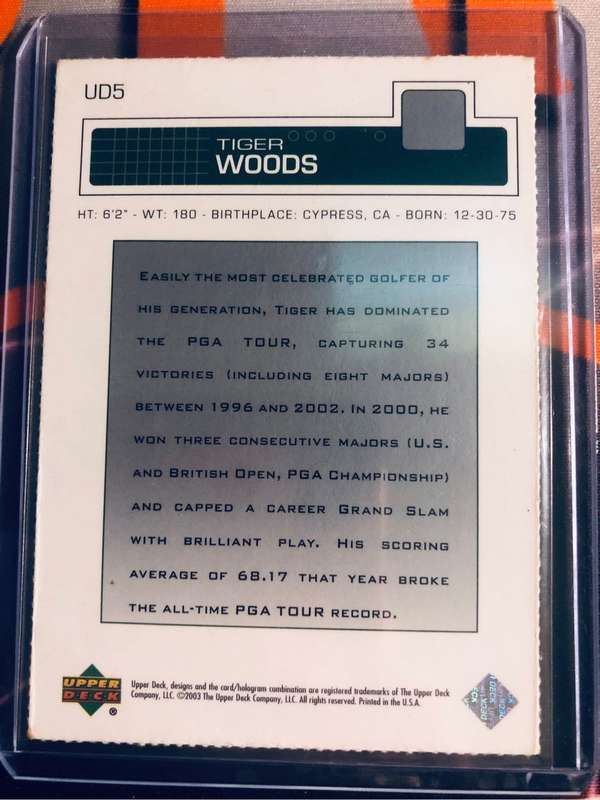 UD5
TIGER
WOODS
HT: 6'2" - WT: 180 - BIRTHPLACE: CYPRESS, CA - BORN: 12-30-75
EASILY THE MOST CELEBRATED GOLFER OF
HIS GENERATION, TIGER HAS DOMINATED
THE PGA TOUR, CAPTURING 34
VICTORIES (INCLUDING EIGHT MAJORS)
BETWEEN 1996 AND 2002. IN 2000, HE
WON THREE CONSECUTIVE MAJORS (U.S.
AND BRITISH OPEN, PGA CHAMPIONSHIP)
AND CAPPED A CAREER GRAND SLAM
WITH BRILLIANT PLAY. HIS SCORING
AVERAGE OF 68.17 THAT YEAR BROKE
THE ALL-TIME PGA TOUR RECORD.
UPPER
DECK
®
Upper Deck, designs and the card/hologram combination are registered trademarks of The Upper Deck
Company, LLC. ©2003 The Upper Deck Company, LLC. All rights reserved. Printed in the U.S.A.